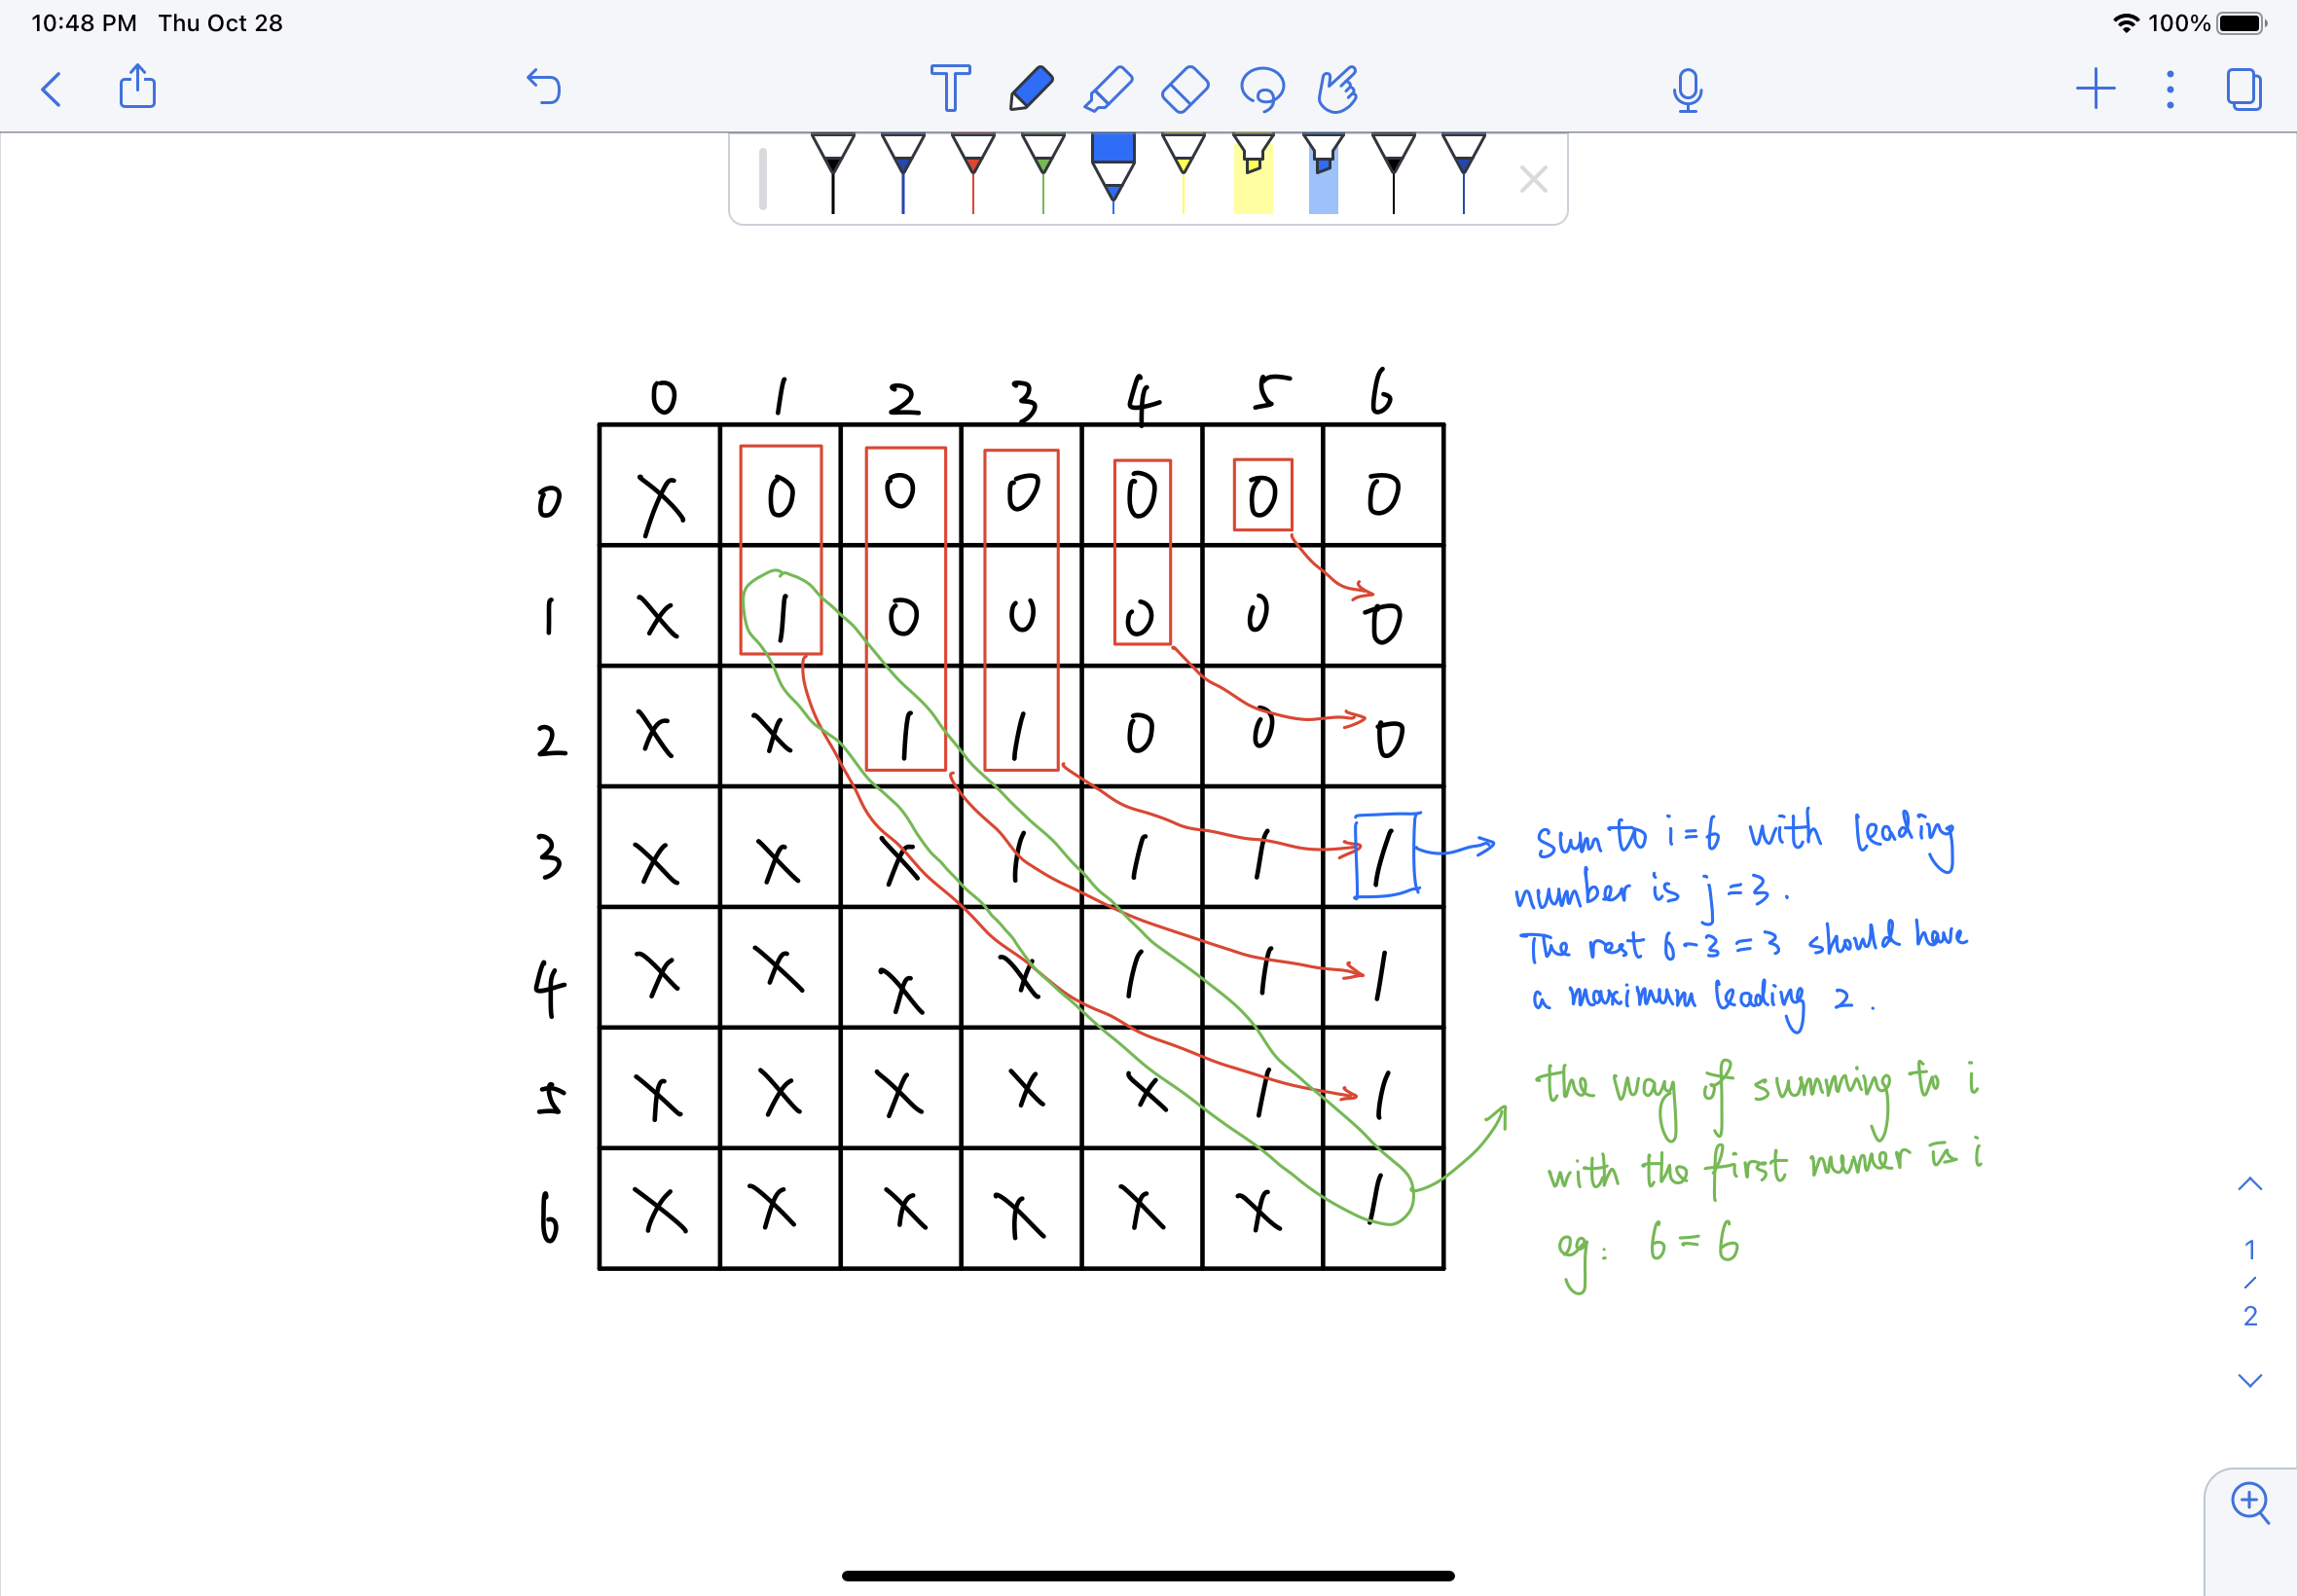 10:48 PM Thu Oct 28 100%
T
0 1 2 3 4 5 6
0 X 0 0 0 0 0 0
1 X 1 0 0 0 0 0
2 X X 1 1 0 0 0
3 X X X 1 1 1 1
4 X X X X 1 1 1
5 X X X X X 1 1
6 X X X X X X 1
sum to i=6 with leading
number is j=3.
The rest 6-3=3 should have
a maximum leading 2.
the way of summing to i
with the first numer is i
eg: 6=6
1
/
2